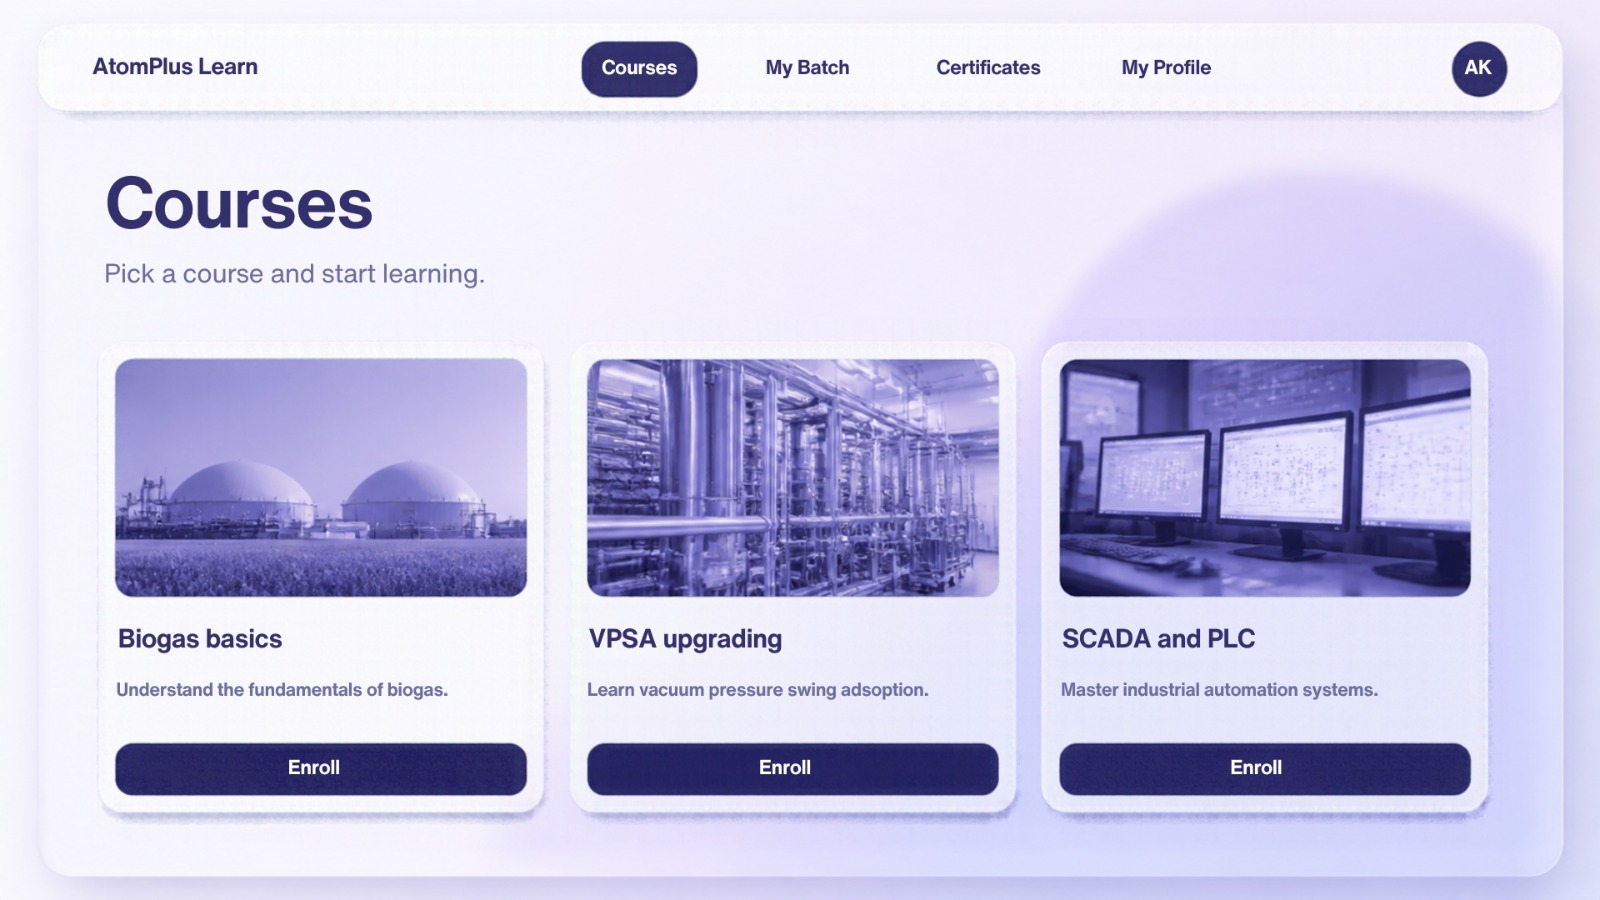 AtomPlus Learn
Courses
My Batch
Certificates
My Profile
AK
Courses
Pick a course and start learning.
Biogas basics
Understand the fundamentals of biogas.
Enroll
VPSA upgrading
Learn vacuum pressure swing adsoption.
Enroll
SCADA and PLC
Master industrial automation systems.
Enroll